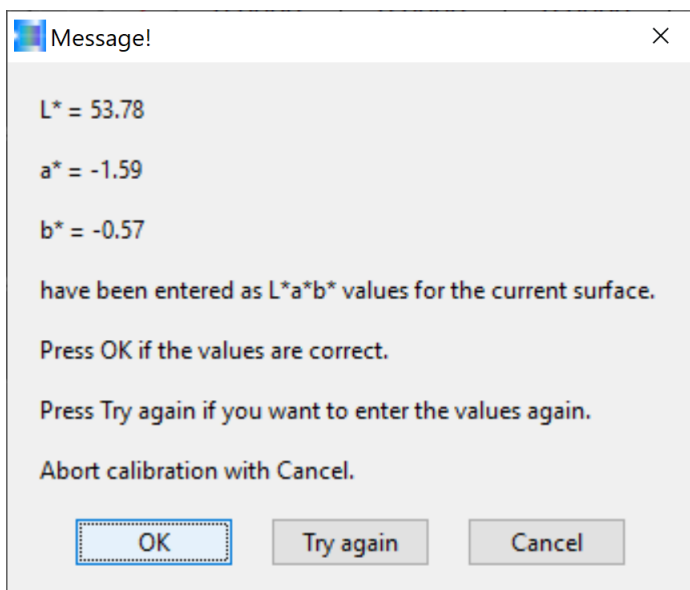 Message!
L* = 53.78
a* = -1.59
b* = -0.57
have been entered as L*a*b* values for the current surface.
Press OK if the values are correct.
Press Try again if you want to enter the values again.
Abort calibration with Cancel.
OK Try again Cancel